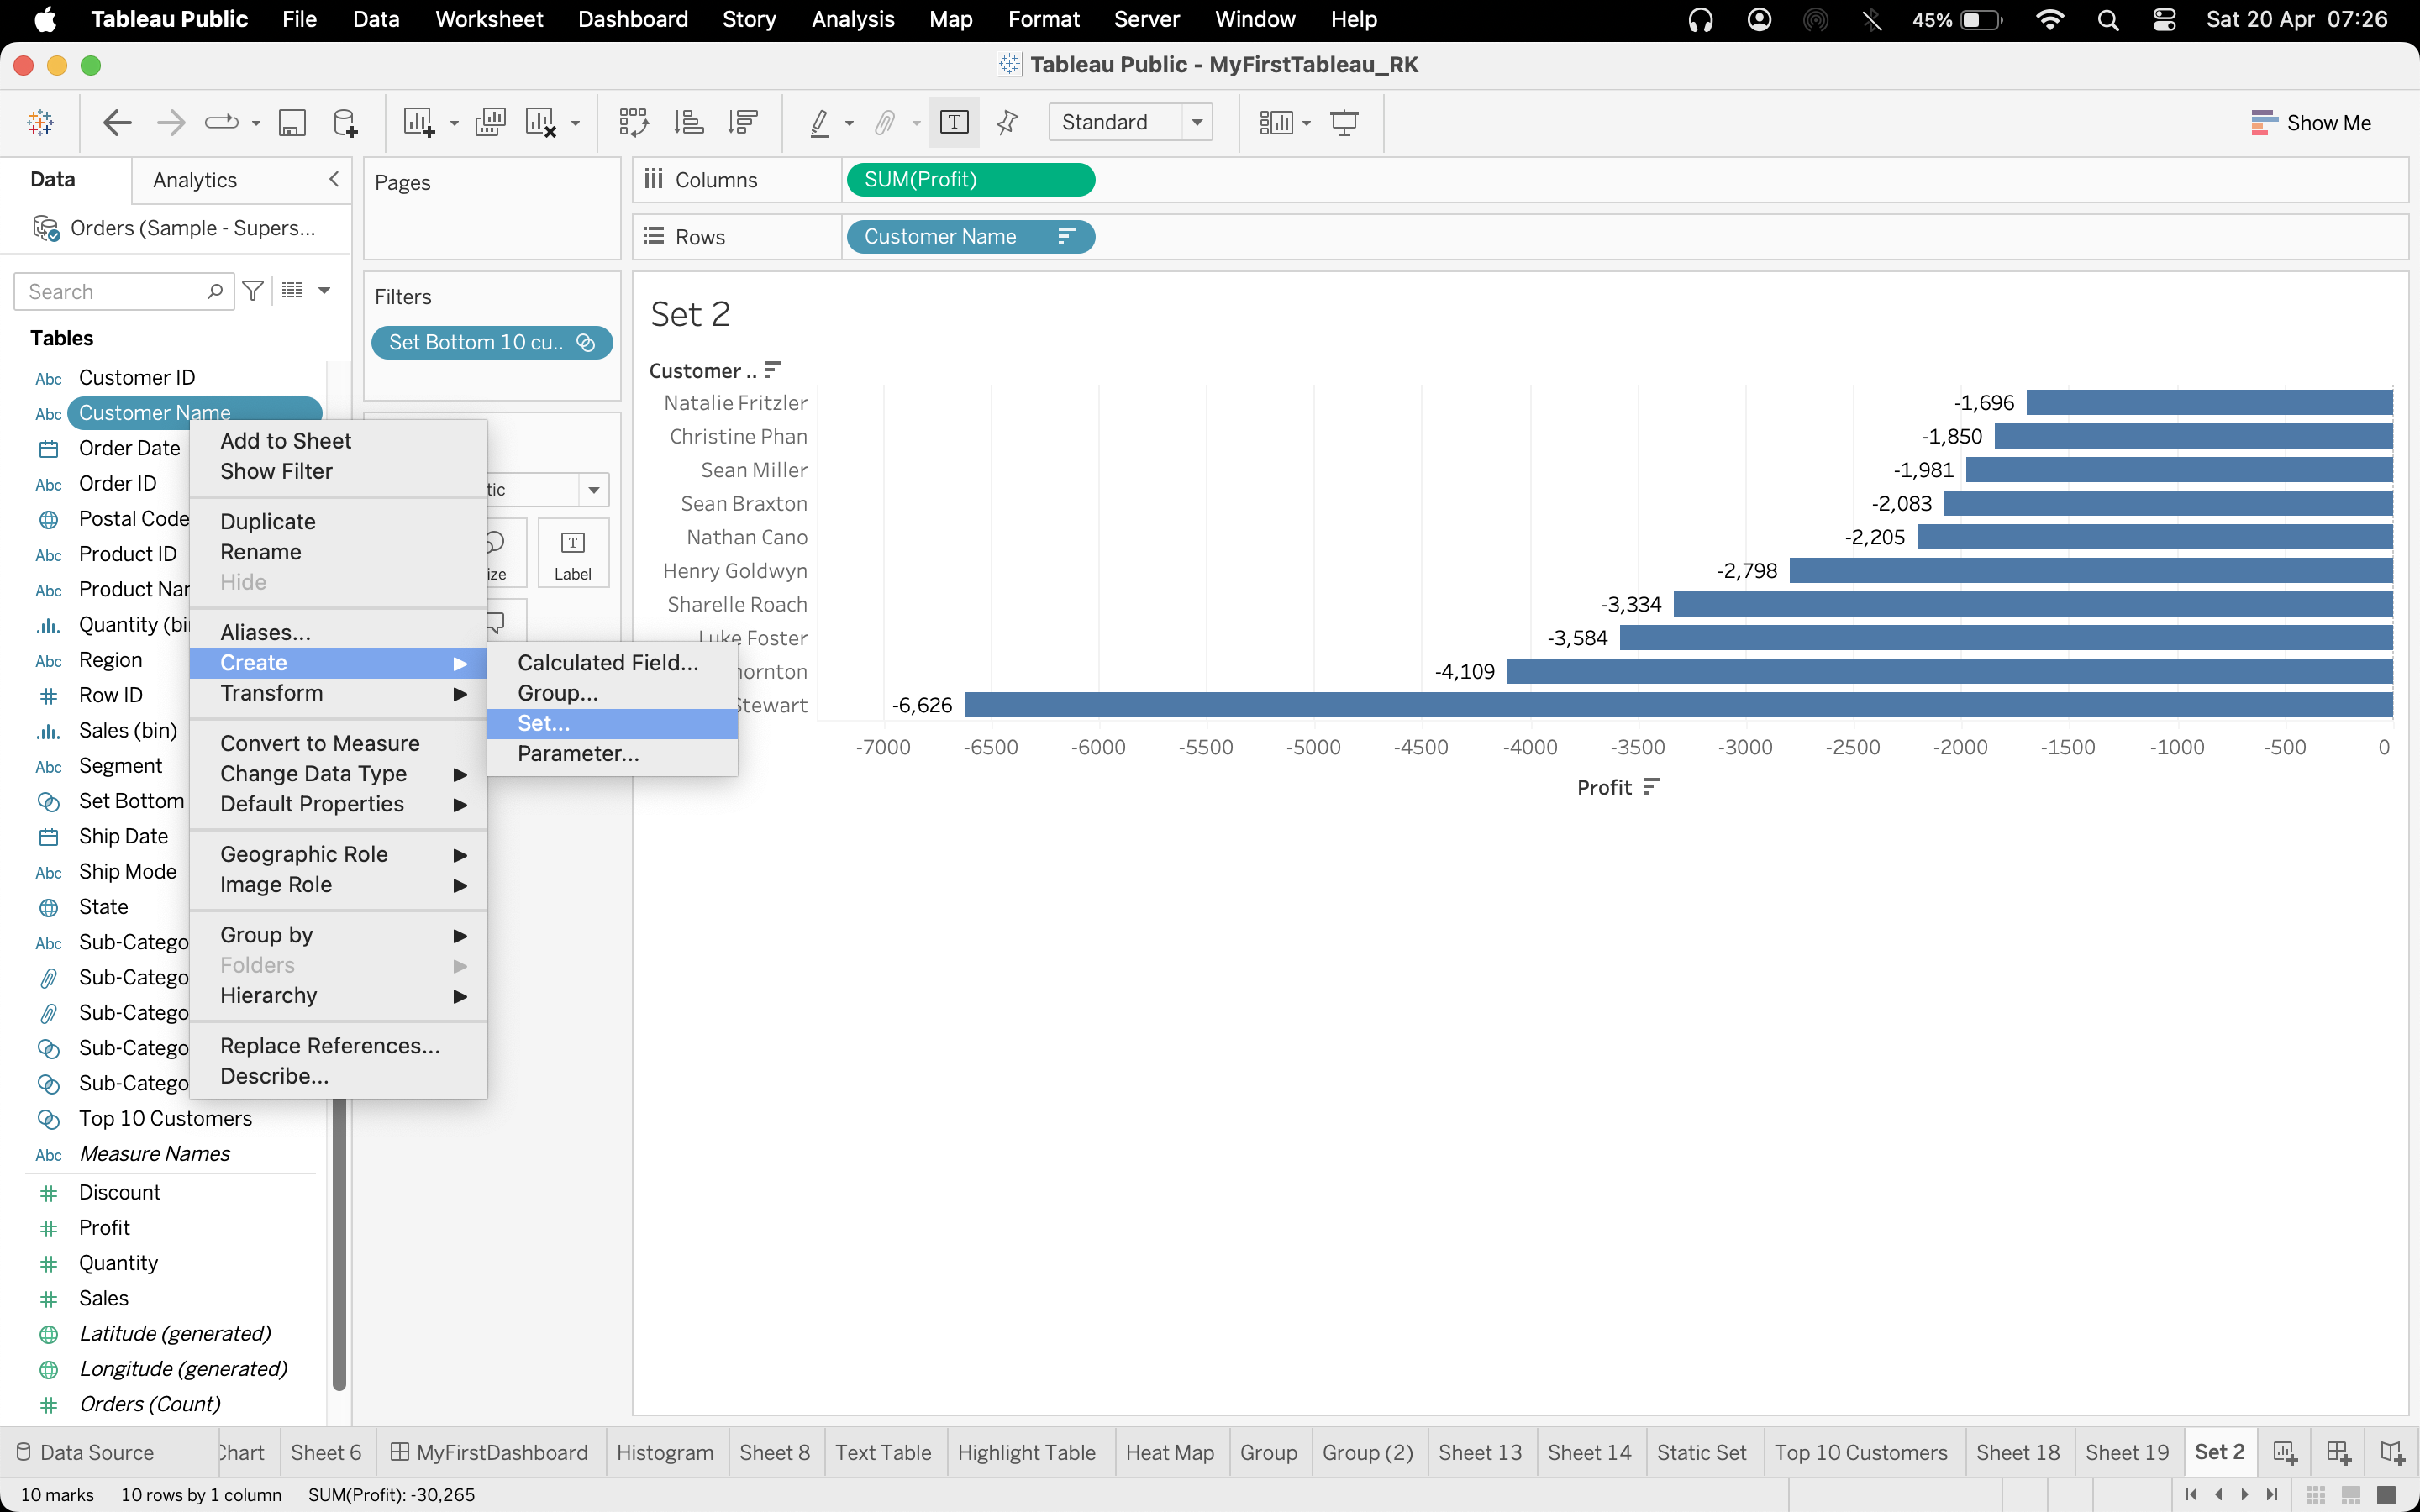 Tableau Public File Data Worksheet Dashboard Story Analysis Map Format Server Window Help 45% Sat 20 Apr 07:26
Tableau Public - MyFirstTableau_RK
Standard
Show Me
Data Analytics
Orders (Sample - Supers...
Search
Tables
Abc Customer ID
Abc Customer Name
Order Date
Abc Order ID
Postal Code
Abc Product ID
Abc Product Nar
Quantity (bi
Abc Region
Row ID
Sales (bin)
Abc Segment
Set Bottom
Ship Date
Abc Ship Mode
State
Abc Sub-Catego
Sub-Catego
Sub-Catego
Sub-Catego
Sub-Catego
Top 10 Customers
Abc Measure Names
Discount
Profit
Quantity
Sales
Latitude (generated)
Longitude (generated)
Orders (Count)
Add to Sheet
Show Filter
Duplicate
Rename
Hide
Aliases...
Create
Transform
Convert to Measure
Change Data Type
Default Properties
Geographic Role
Image Role
Group by
Folders
Hierarchy
Replace References...
Describe...
Calculated Field...
Group...
Set...
Parameter...
Pages
Filters
Set Bottom 10 cu..
tic
ize
T Label
Columns SUM(Profit)
Rows Customer Name
Set 2
Customer ..
Natalie Fritzler -1,696
Christine Phan -1,850
Sean Miller -1,981
Sean Braxton -2,083
Nathan Cano -2,205
Henry Goldwyn -2,798
Sharelle Roach -3,334
Luke Foster -3,584
hornton -4,109
Stewart -6,626
-7000 -6500 -6000 -5500 -5000 -4500 -4000 -3500 -3000 -2500 -2000 -1500 -1000 -500 0
Profit
Data Source Chart Sheet 6 MyFirstDashboard Histogram Sheet 8 Text Table Highlight Table Heat Map Group Group (2) Sheet 13 Sheet 14 Static Set Top 10 Customers Sheet 18 Sheet 19 Set 2
10 marks 10 rows by 1 column SUM(Profit): -30,265